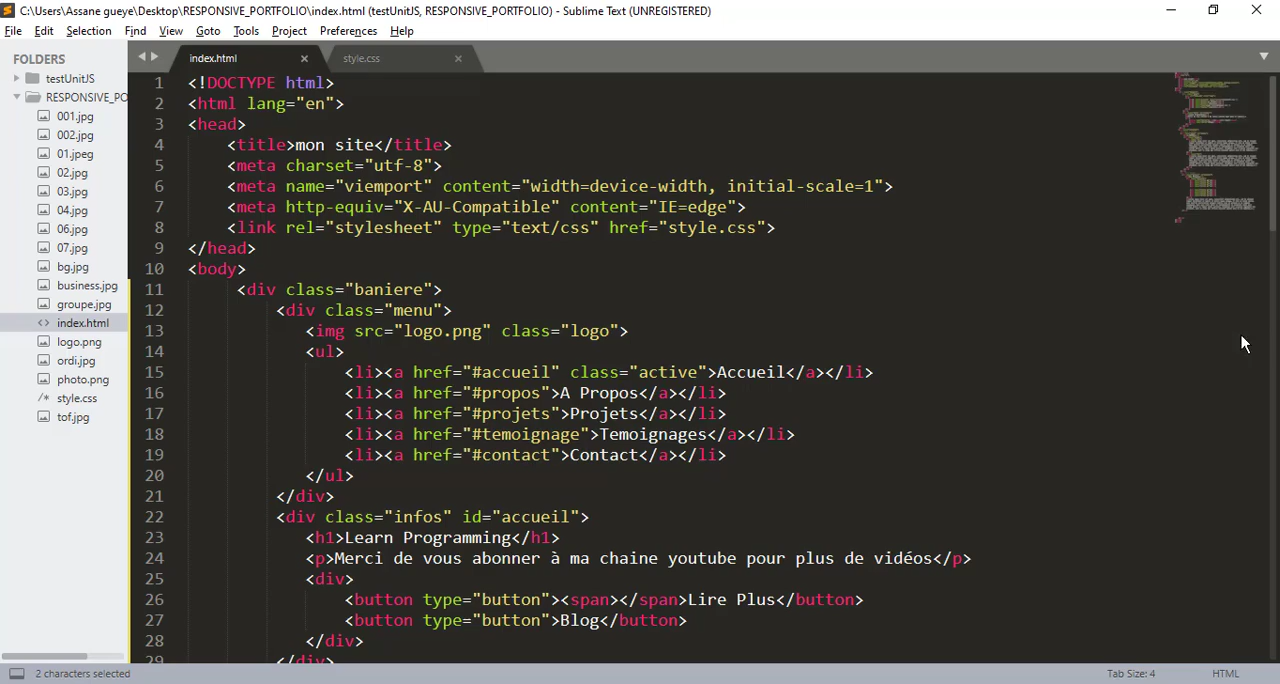 C:\Users\Assane gueye\Desktop\RESPONSIVE_PORTFOLIO\index.html (testUnitJS, RESPONSIVE_PORTFOLIO) - Sublime Text (UNREGISTERED)
File Edit Selection Find View Goto Tools Project Preferences Help
FOLDERS
testUnitJS
RESPONSIVE_PO
001.jpg
002.jpg
01.jpeg
02.jpg
03.jpg
04.jpg
06.jpg
07.jpg
bg.jpg
business.jpg
groupe.jpg
index.html
logo.png
ordi.jpg
photo.png
style.css
tof.jpg
index.html style.css
1 <!DOCTYPE html>
2 <html lang="en">
3 <head>
4 <title>mon site</title>
5 <meta charset="utf-8">
6 <meta name="viemport" content="width=device-width, initial-scale=1">
7 <meta http-equiv="X-AU-Compatible" content="IE=edge">
8 <link rel="stylesheet" type="text/css" href="style.css">
9 </head>
10 <body>
11 <div class="baniere">
12 <div class="menu">
13 <img src="logo.png" class="logo">
14 <ul>
15 <li><a href="#accueil" class="active">Accueil</a></li>
16 <li><a href="#propos">A Propos</a></li>
17 <li><a href="#projets">Projets</a></li>
18 <li><a href="#temoignage">Temoignages</a></li>
19 <li><a href="#contact">Contact</a></li>
20 </ul>
21 </div>
22 <div class="infos" id="accueil">
23 <h1>Learn Programming</h1>
24 <p>Merci de vous abonner à ma chaine youtube pour plus de vidéos</p>
25 <div>
26 <button type="button"><span></span>Lire Plus</button>
27 <button type="button">Blog</button>
28 </div>
29 </div>
2 characters selected Tab Size: 4 HTML